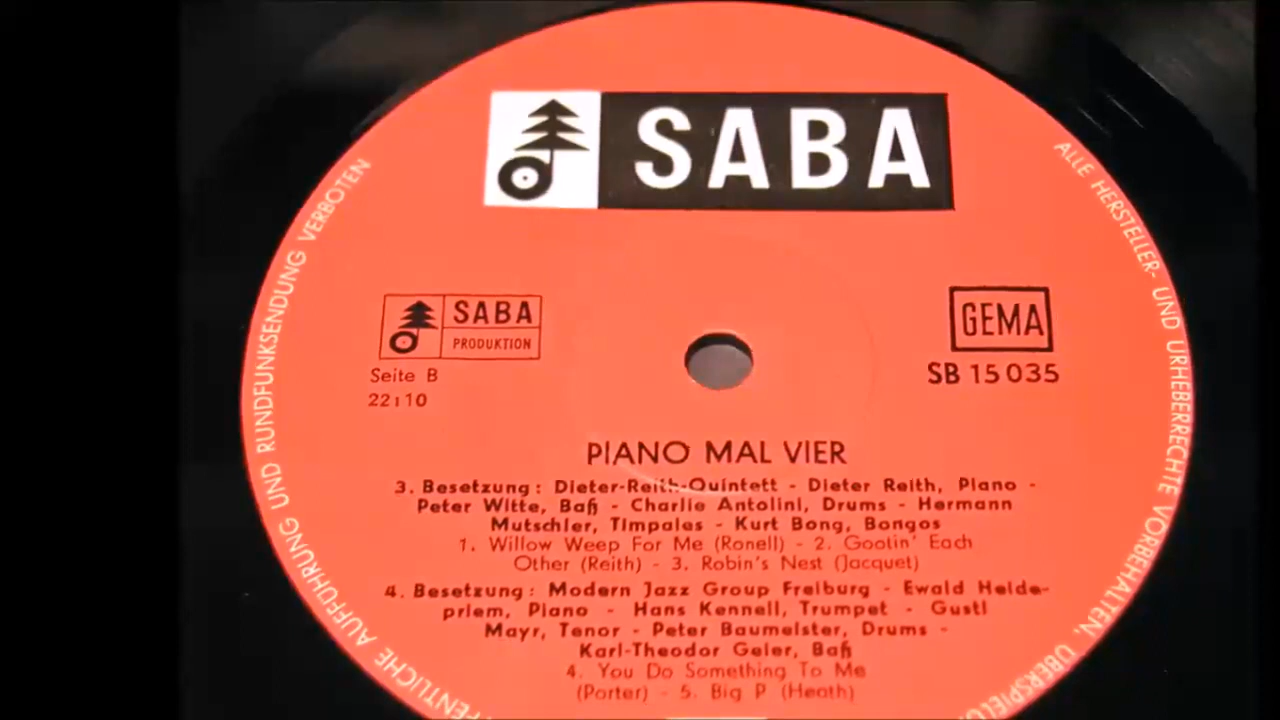 SABA
SABA
PRODUKTION
GEMA
Seite B
SB 15 035
22:10
PIANO MAL VIER
3. Besetzung: Dieter-Reith-Quintett - Dieter Reith, Piano -
Peter Witte, Baß - Charlie Antolini, Drums - Hermann
Mutschler, Timpales - Kurt Bong, Bongos
1. Willow Weep For Me (Ronell) - 2. Gootin' Each
Other (Reith) - 3. Robin's Nest (Jacquet)
4. Besetzung: Modern Jazz Group Freiburg - Ewald Heide-
priem, Piano - Hans Kennell, Trumpet - Gustl
Mayr, Tenor - Peter Baumeister, Drums -
Karl-Theodor Geier, Baß
4. You Do Something To Me
(Porter) - 5. Big P (Heath)
ALLE HERSTELLER- UND URHEBERRECHTE VORBEHALTEN,
UND RUNDFUNKSENDUNG VERBOTEN